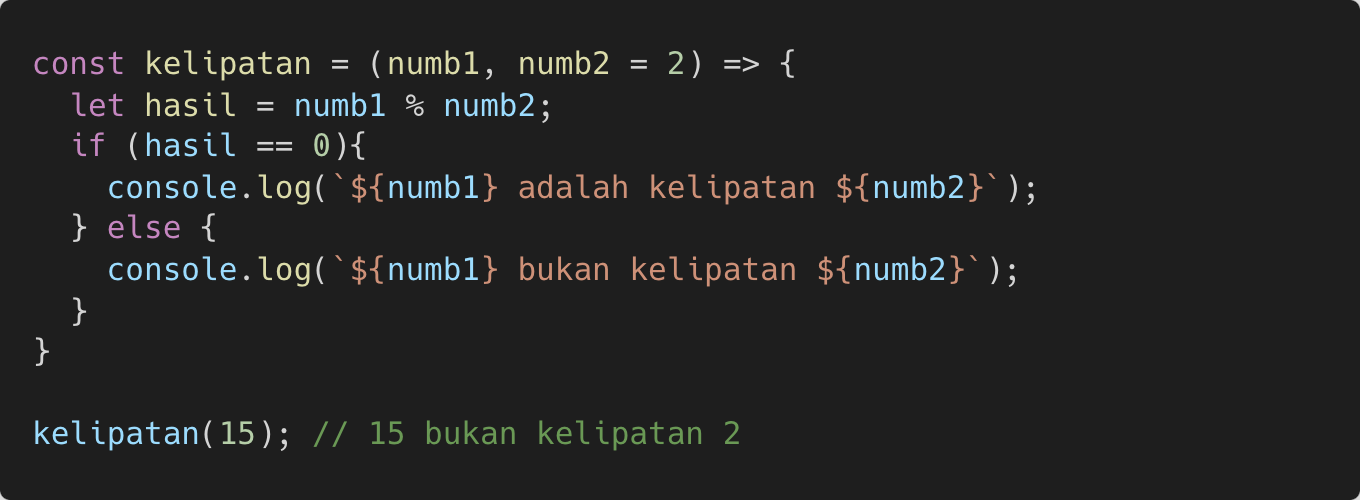 const kelipatan = (numb1, numb2 = 2) => {
  let hasil = numb1 % numb2;
  if (hasil == 0){
    console.log(`${numb1} adalah kelipatan ${numb2}`);
  } else {
    console.log(`${numb1} bukan kelipatan ${numb2}`);
  }
}

kelipatan(15); // 15 bukan kelipatan 2